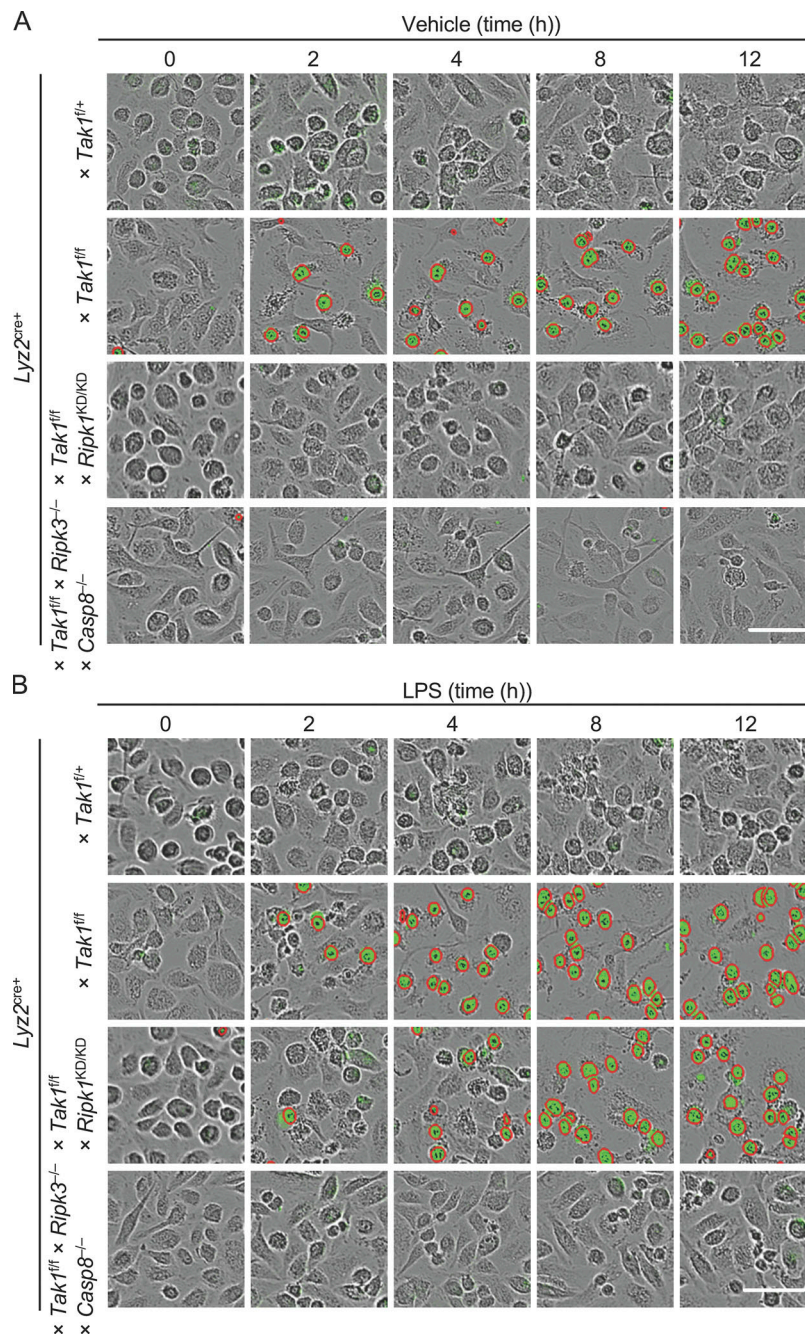 A
Vehicle (time (h))
0 2 4 8 12
Lyz2cre+
× Tak1f/+
× Tak1f/f
× Tak1f/f
× Ripk1KD/KD
× Tak1f/f × Ripk3–/–
× Casp8–/–
B
LPS (time (h))
0 2 4 8 12
Lyz2cre+
× Tak1f/+
× Tak1f/f
× Tak1f/f
× Ripk1KD/KD
× Tak1f/f × Ripk3–/–
× Casp8–/–